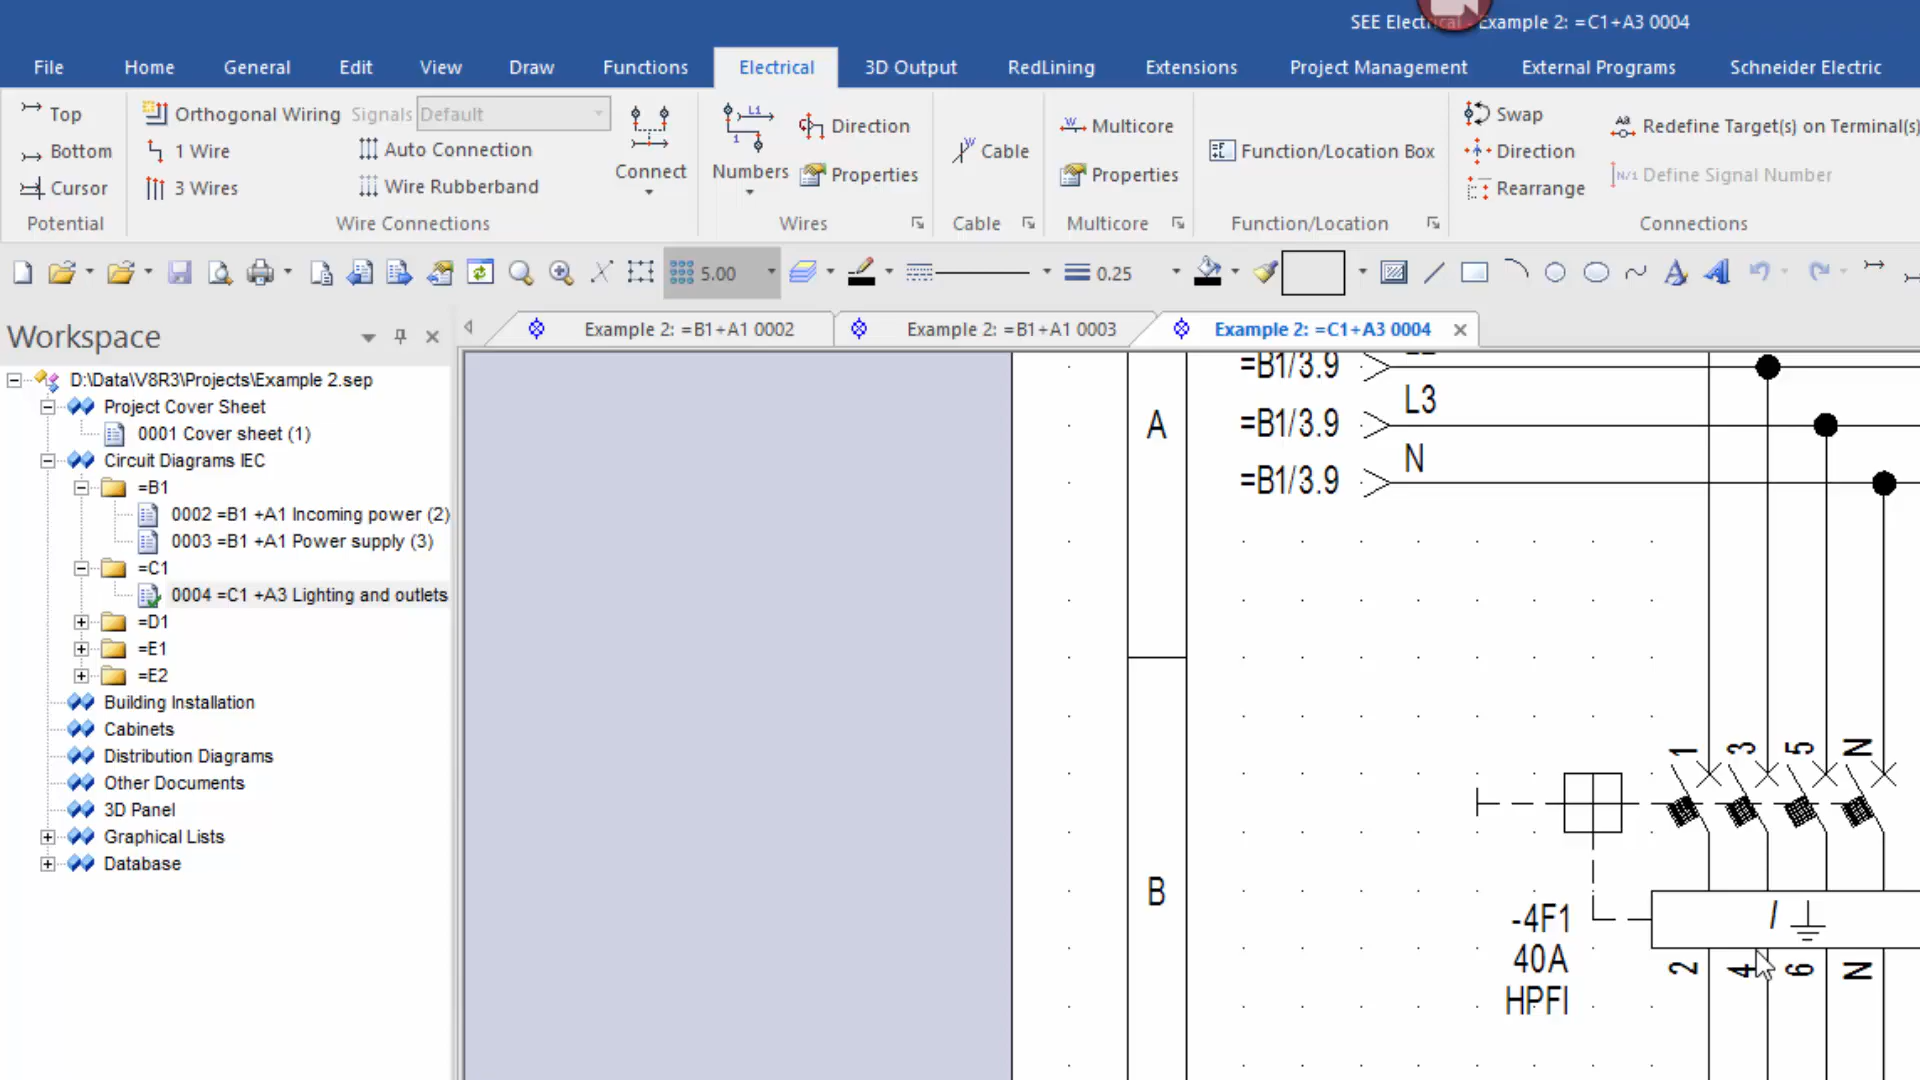 SEE Electrical - Example 2: =C1+A3 0004
File Home General Edit View Draw Functions Electrical 3D Output RedLining Extensions Project Management External Programs Schneider Electric
Top Orthogonal Wiring Signals Default Swap
Direction Multicore Redefine Target(s) on Terminal(s)
Bottom 1 Wire Auto Connection Cable Function/Location Box Direction
Connect Numbers Properties Properties Define Signal Number
Cursor 3 Wires Wire Rubberband Rearrange
Potential Wire Connections Wires Cable Multicore Function/Location Connections
5.00 0.25
Workspace
Example 2: =B1+A1 0002 Example 2: =B1+A1 0003 Example 2: =C1+A3 0004
D:\Data\V8R3\Projects\Example 2.sep
Project Cover Sheet
0001 Cover sheet (1)
Circuit Diagrams IEC
=B1
0002 =B1 +A1 Incoming power (2)
0003 =B1 +A1 Power supply (3)
=C1
0004 =C1 +A3 Lighting and outlets
=D1
=E1
=E2
Building Installation
Cabinets
Distribution Diagrams
Other Documents
3D Panel
Graphical Lists
Database
=B1/3.9
L3
A =B1/3.9
N
=B1/3.9
1 3 5 N
B
-4F1 I
40A
2 4 6 N
HPFI